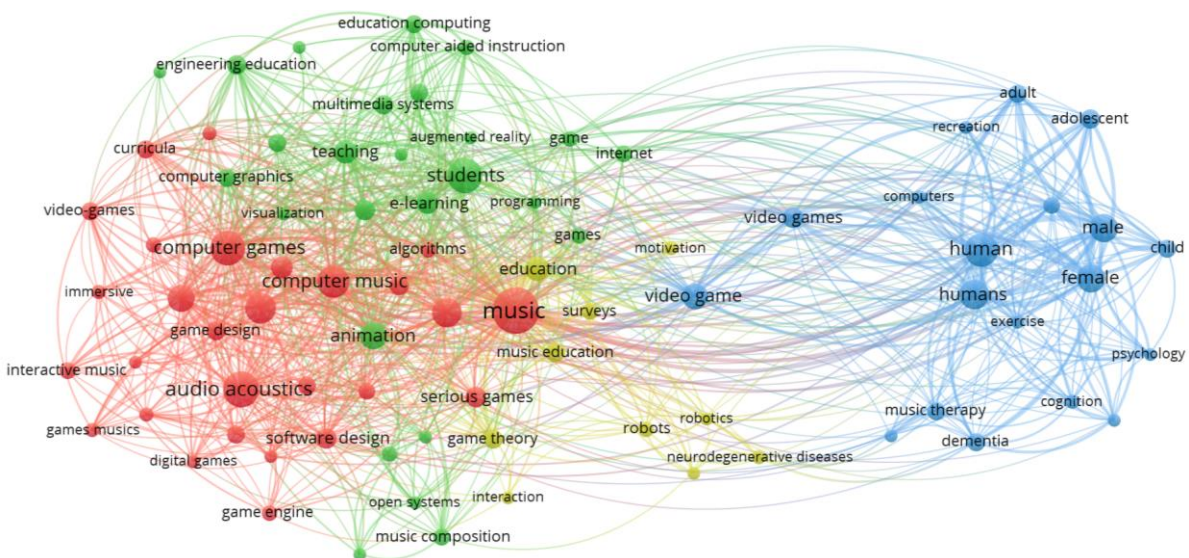 education computing
computer aided instruction
engineering education
multimedia systems
adult
recreation
adolescent
augmented reality
game
internet
curricula
teaching
computer graphics
students
video-games
visualization
e-learning
programming
computers
video games
male
computer games
algorithms
games
motivation
human
child
immersive
computer music
education
female
music
surveys
video game
humans
game design
animation
exercise
music education
psychology
interactive music
audio acoustics
serious games
cognition
music therapy
games musics
software design
game theory
robots
robotics
dementia
digital games
neurodegenerative diseases
interaction
open systems
game engine
music composition